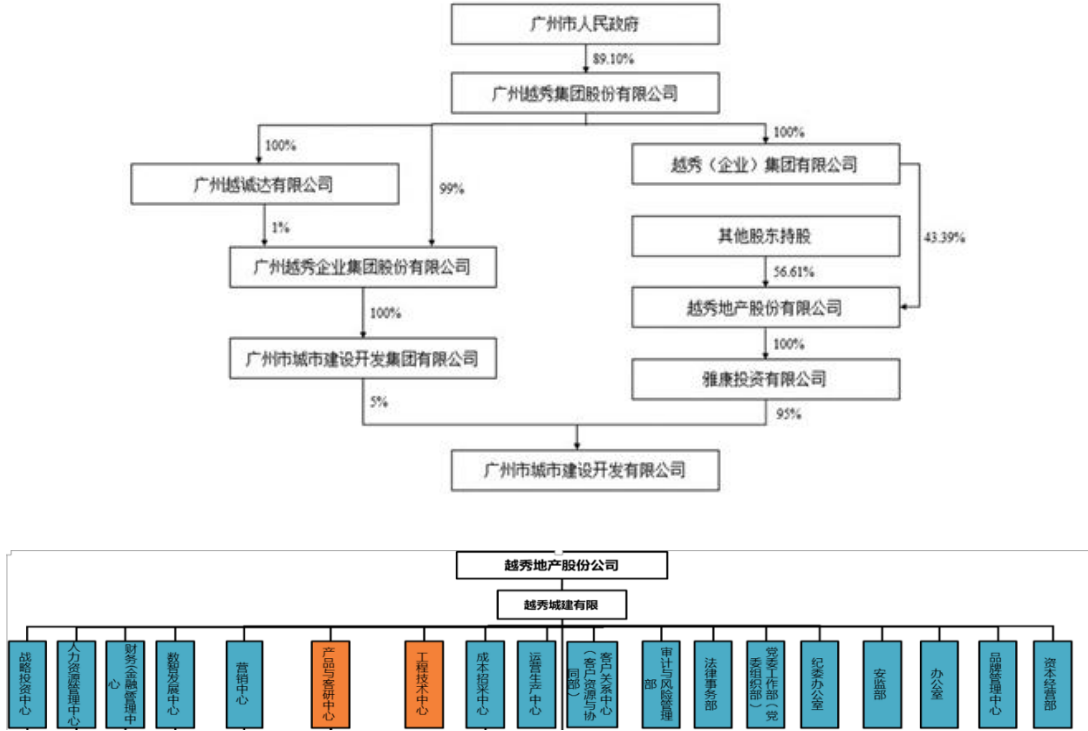 广州市人民政府
89.10%
广州越秀集团股份有限公司
100%
99%
100%
广州越诚达有限公司
越秀（企业）集团有限公司
1%
43.39%
其他股东持股
56.61%
广州越秀企业集团股份有限公司
越秀地产股份有限公司
100%
100%
广州市城市建设开发集团有限公司
雅康投资有限公司
5%
95%
广州市城市建设开发有限公司
越秀地产股份公司
越秀城建有限
战略投资中心
人力资源管理中心
财务（金融）管理中
心
数智发展中心
营销中心
产品与客研中心
工程技术中心
成本招采中心
运营生产中心
客户关系中心
（客户资源与协
同部）
审计与风险管理
部
法律事务部
党委工作部（党
委组织部）
纪委办公室
安监部
办公室
品牌管理中心
资本经营部